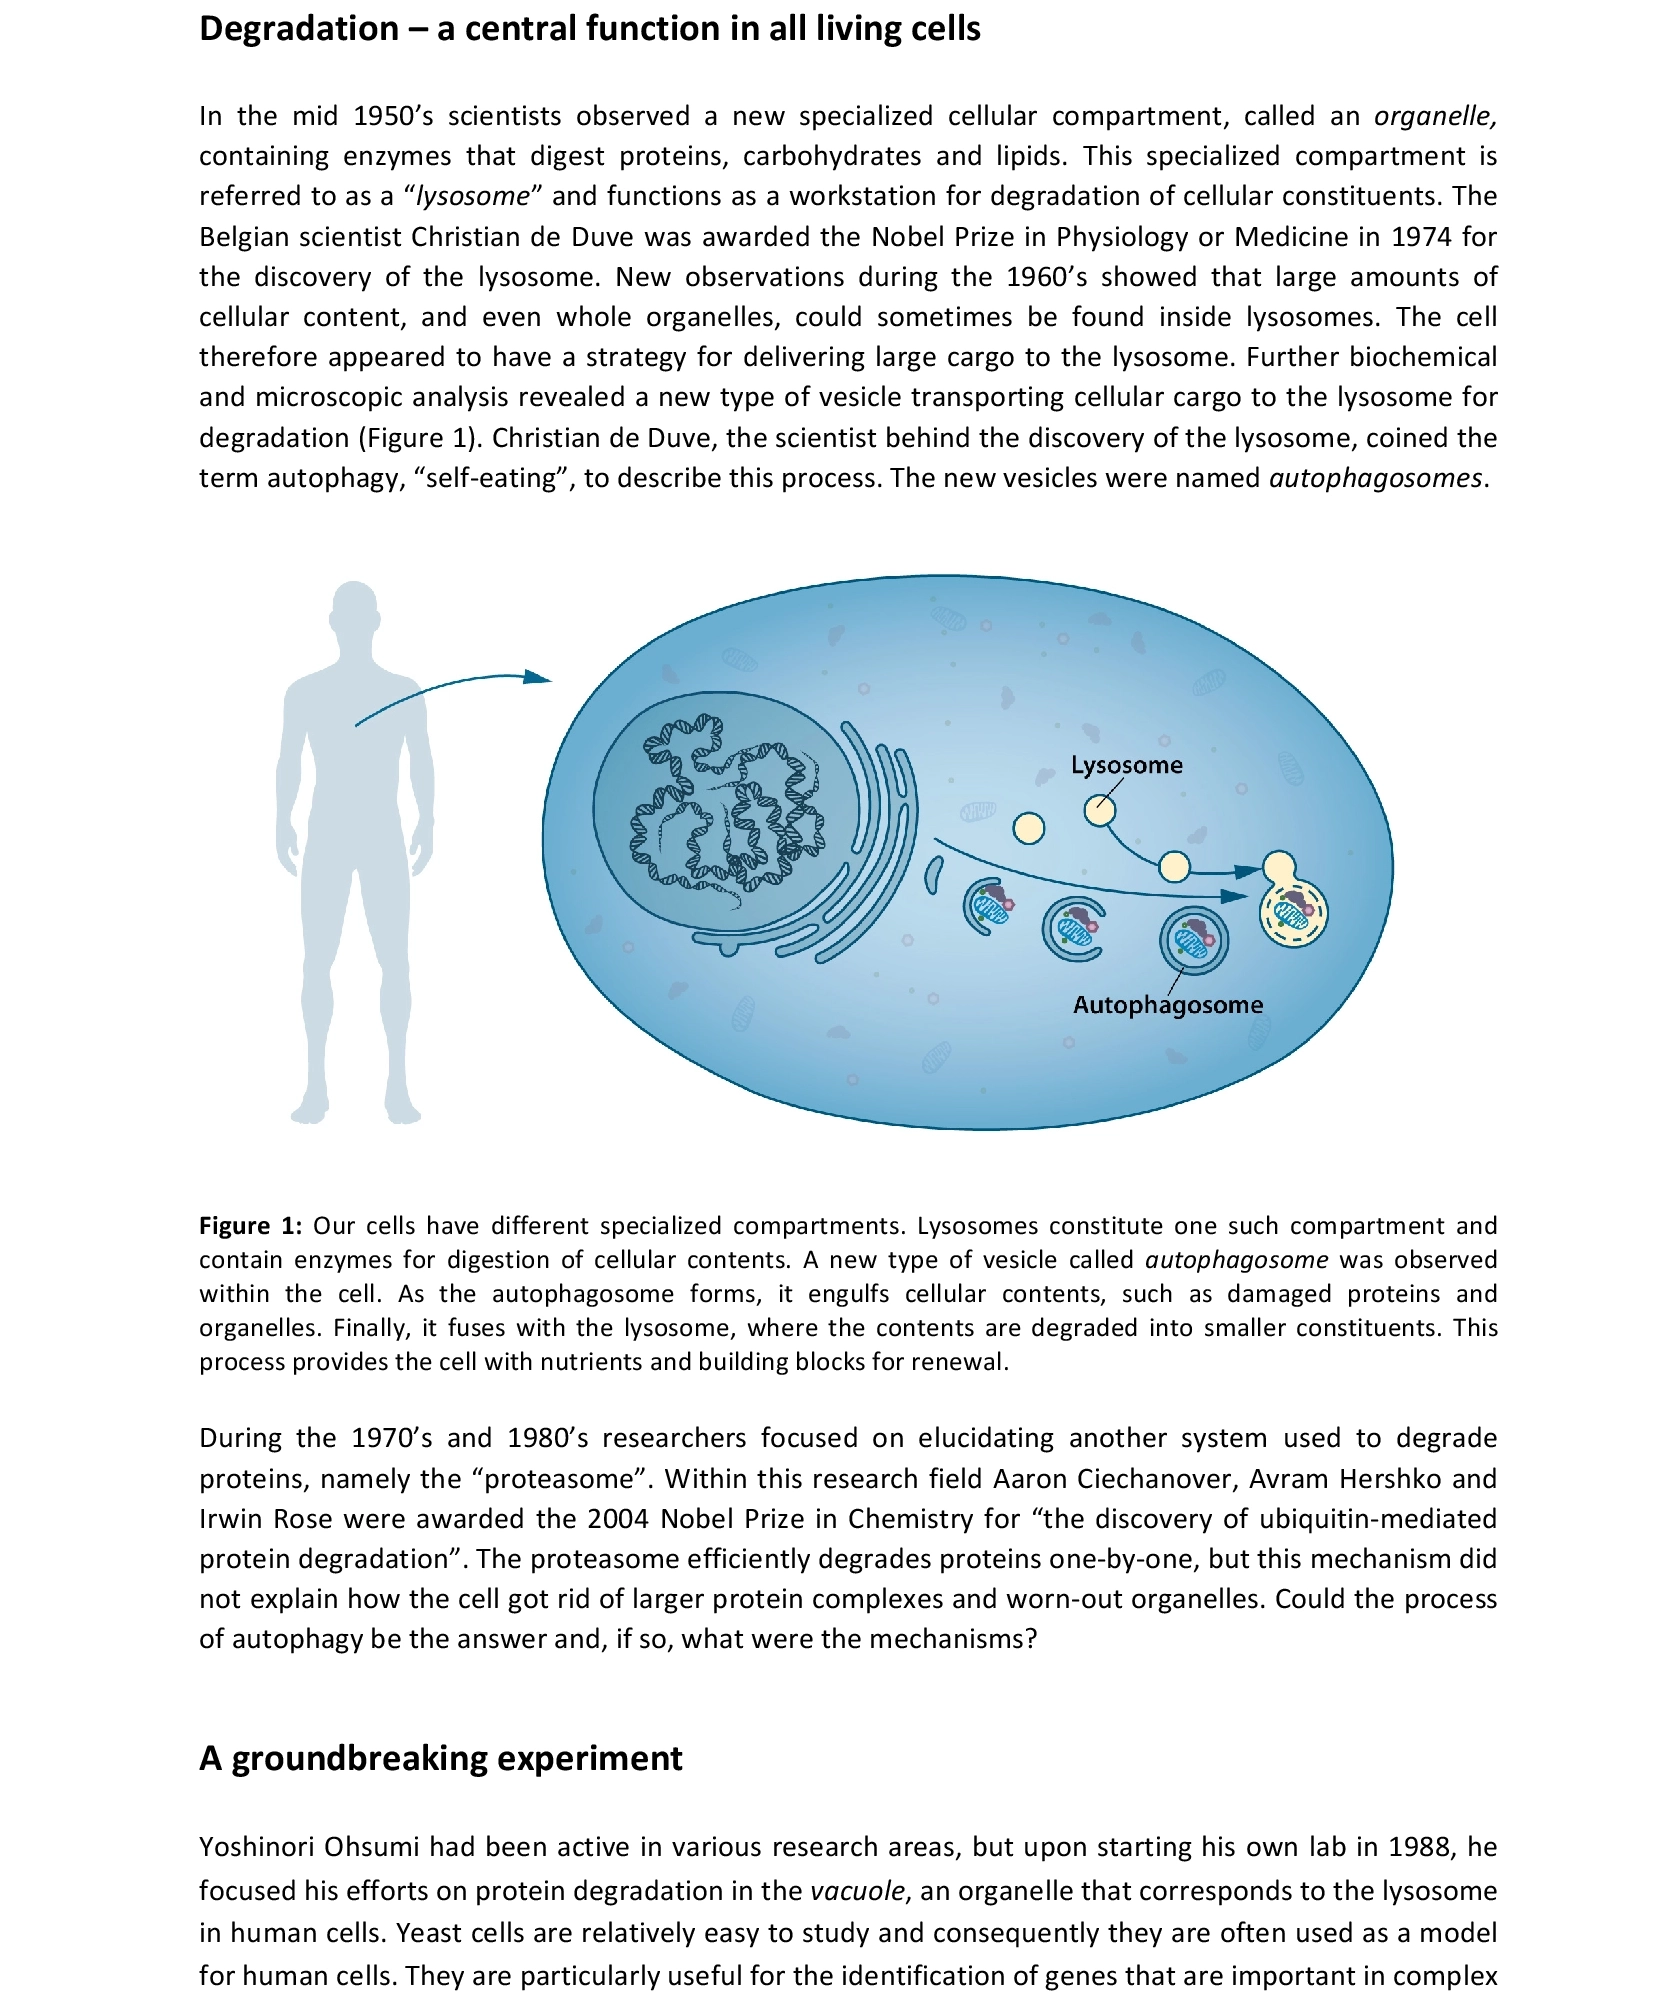 Degradation – a central function in all living cells
In the mid 1950’s scientists observed a new specialized cellular compartment, called an organelle,
containing enzymes that digest proteins, carbohydrates and lipids. This specialized compartment is
referred to as a “lysosome” and functions as a workstation for degradation of cellular constituents. The
Belgian scientist Christian de Duve was awarded the Nobel Prize in Physiology or Medicine in 1974 for
the discovery of the lysosome. New observations during the 1960’s showed that large amounts of
cellular content, and even whole organelles, could sometimes be found inside lysosomes. The cell
therefore appeared to have a strategy for delivering large cargo to the lysosome. Further biochemical
and microscopic analysis revealed a new type of vesicle transporting cellular cargo to the lysosome for
degradation (Figure 1). Christian de Duve, the scientist behind the discovery of the lysosome, coined the
term autophagy, “self-eating”, to describe this process. The new vesicles were named autophagosomes.
Lysosome
Autophagosome
Figure 1: Our cells have different specialized compartments. Lysosomes constitute one such compartment and
contain enzymes for digestion of cellular contents. A new type of vesicle called autophagosome was observed
within the cell. As the autophagosome forms, it engulfs cellular contents, such as damaged proteins and
organelles. Finally, it fuses with the lysosome, where the contents are degraded into smaller constituents. This
process provides the cell with nutrients and building blocks for renewal.
During the 1970’s and 1980’s researchers focused on elucidating another system used to degrade
proteins, namely the “proteasome”. Within this research field Aaron Ciechanover, Avram Hershko and
Irwin Rose were awarded the 2004 Nobel Prize in Chemistry for “the discovery of ubiquitin-mediated
protein degradation”. The proteasome efficiently degrades proteins one-by-one, but this mechanism did
not explain how the cell got rid of larger protein complexes and worn-out organelles. Could the process
of autophagy be the answer and, if so, what were the mechanisms?
A groundbreaking experiment
Yoshinori Ohsumi had been active in various research areas, but upon starting his own lab in 1988, he
focused his efforts on protein degradation in the vacuole, an organelle that corresponds to the lysosome
in human cells. Yeast cells are relatively easy to study and consequently they are often used as a model
for human cells. They are particularly useful for the identification of genes that are important in complex